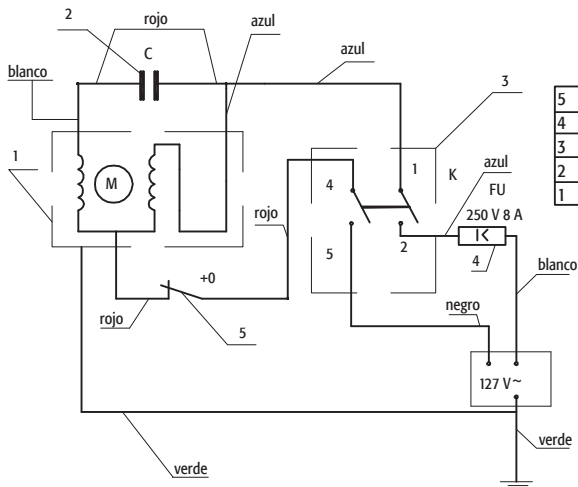 2
rojo
C
azul
azul
blanco
3
1
M
4
1
K
azul
FU
250 V 8 A
rojo
5
2
4
+0
rojo
5
negro
blanco
127 V~
verde
verde
5
4
3
2
1